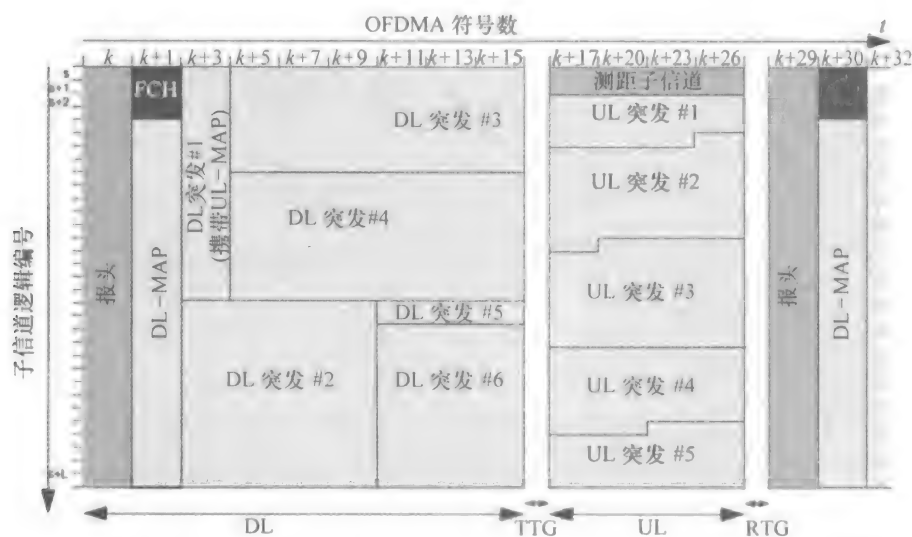 OFDMA 符号数
t
k k+1 k+3 k+5 k+7 k+9 k+11 k+13 k+15 k+17 k+20 k+23 k+26 k+29 k+30 k+32
s
s+1
s+2
s+L
子信道逻辑编号
报头
FCH
DL-MAP
DL突发#1
(携带UL-MAP)
DL 突发 #3
DL 突发#4
DL 突发 #2
DL 突发 #5
DL 突发 #6
测距子信道
UL 突发 #1
UL 突发 #2
UL 突发 #3
UL 突发 #4
UL 突发 #5
报头
DL-MAP
DL
TTG
UL
RTG